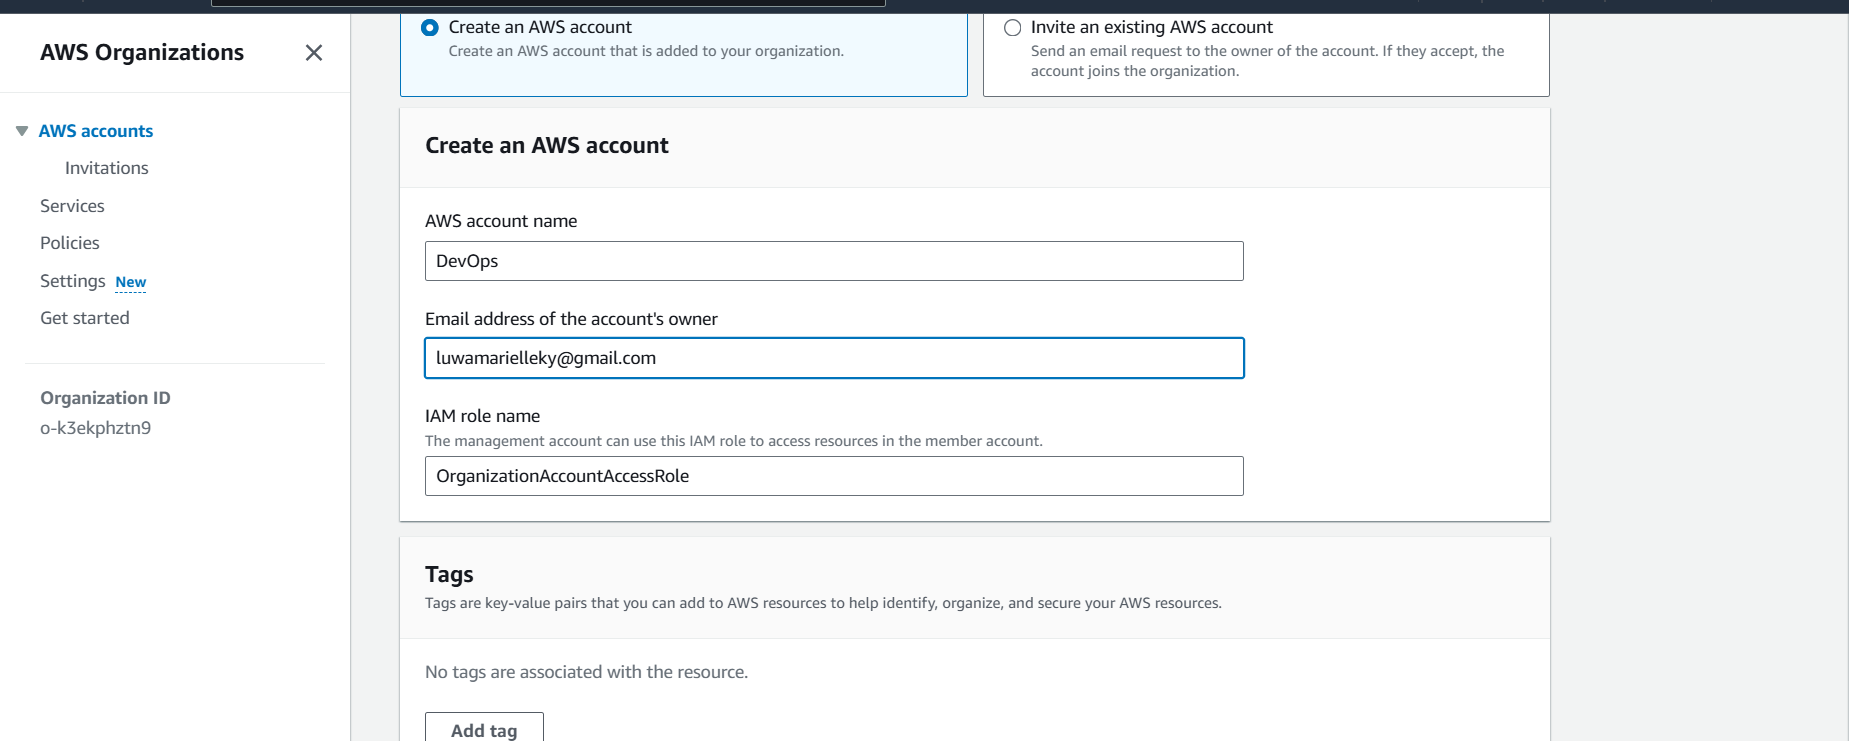 AWS Organizations
AWS accounts
Invitations
Services
Policies
Settings New
Get started
Organization ID
o-k3ekphztn9
Create an AWS account
Create an AWS account that is added to your organization.
Invite an existing AWS account
Send an email request to the owner of the account. If they accept, the
account joins the organization.
Create an AWS account
AWS account name
DevOps
Email address of the account's owner
luwamarielleky@gmail.com
IAM role name
The management account can use this IAM role to access resources in the member account.
OrganizationAccountAccessRole
Tags
Tags are key-value pairs that you can add to AWS resources to help identify, organize, and secure your AWS resources.
No tags are associated with the resource.
Add tag